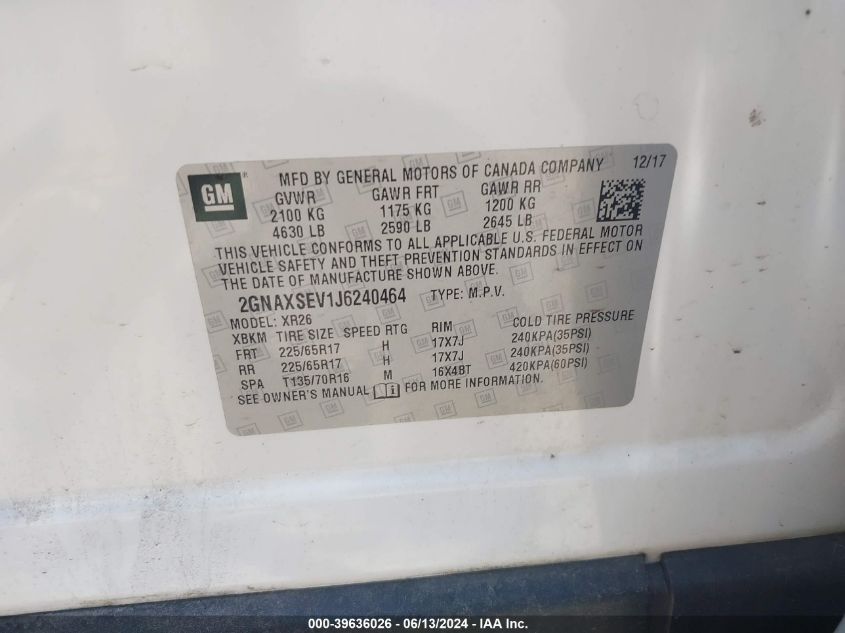 GM MFD BY GENERAL MOTORS OF CANADA COMPANY 12/17
GVWR GAWR FRT GAWR RR
2100 KG 1175 KG 1200 KG
4630 LB 2590 LB 2645 LB
THIS VEHICLE CONFORMS TO ALL APPLICABLE U.S. FEDERAL MOTOR
VEHICLE SAFETY AND THEFT PREVENTION STANDARDS IN EFFECT ON
THE DATE OF MANUFACTURE SHOWN ABOVE.
2GNAXSEV1J6240464 TYPE: M.P.V.
MODEL: XR26
XBKM TIRE SIZE SPEED RTG RIM COLD TIRE PRESSURE
FRT 225/65R17 H 17X7J 240KPA(35PSI)
RR 225/65R17 H 17X7J 240KPA(35PSI)
SPA T135/70R16 M 16X4BT 420KPA(60PSI)
SEE OWNER'S MANUAL FOR MORE INFORMATION.
000-39636026 - 06/13/2024 - IAA Inc.